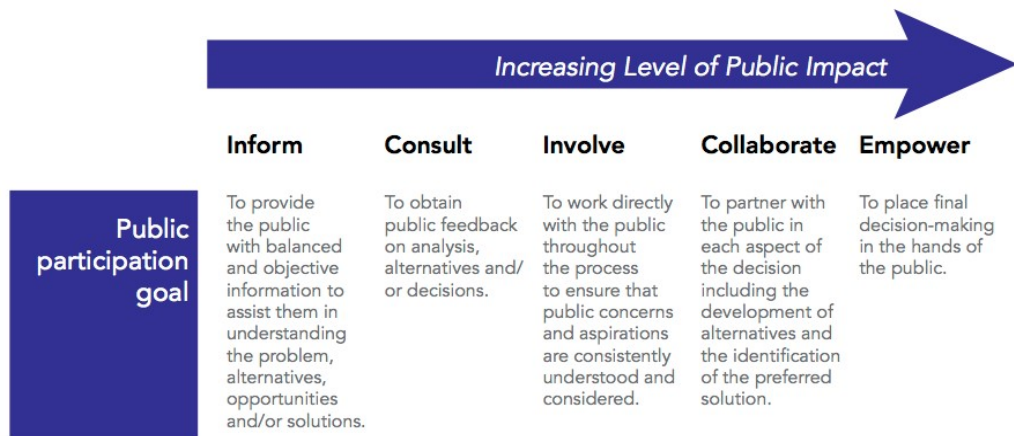 Increasing Level of Public Impact
Inform
Consult
Involve
Collaborate
Empower
Public
participation
goal
To provide
the public
with balanced
and objective
information to
assist them in
understanding
the problem,
alternatives,
opportunities
and/or solutions.
To obtain
public feedback
on analysis,
alternatives and/
or decisions.
To work directly
with the public
throughout
the process
to ensure that
public concerns
and aspirations
are consistently
understood and
considered.
To partner with
the public in
each aspect of
the decision
including the
development of
alternatives and
the identification
of the preferred
solution.
To place final
decision-making
in the hands of
the public.